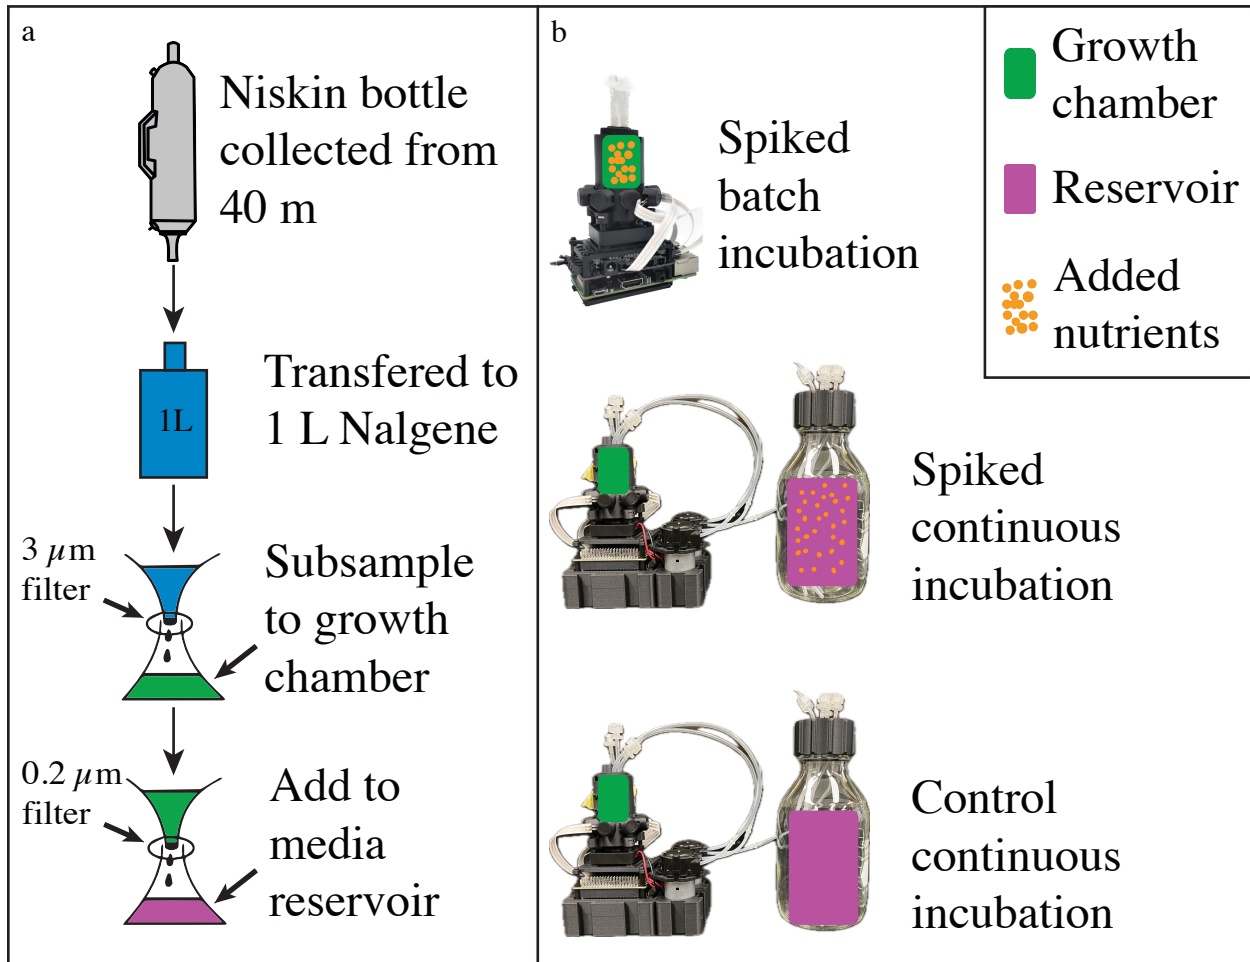 a
Niskin bottle
collected from
40 m
1L
Transfered to
1 L Nalgene
3 µm
filter
Subsample
to growth
chamber
0.2 µm
filter
Add to
media
reservoir
b
Spiked
batch
incubation
Spiked
continuous
incubation
Control
continuous
incubation
Growth
chamber
Reservoir
Added
nutrients